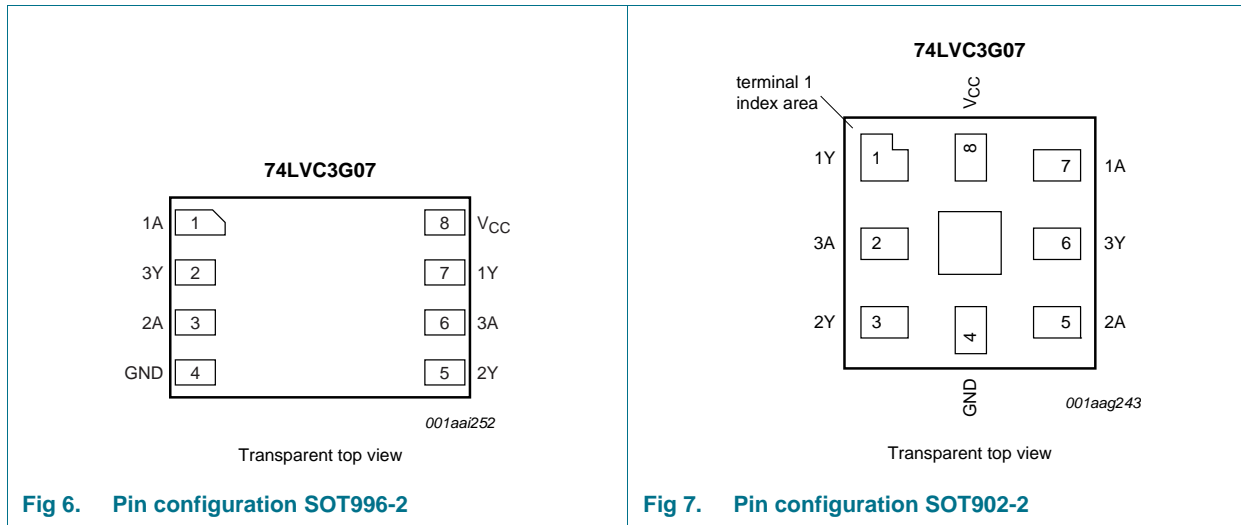 74LVC3G07
1A 1 8 VCC
3Y 2 7 1Y
2A 3 6 3A
GND 4 5 2Y
001aai252
Transparent top view
Fig 6. Pin configuration SOT996-2
74LVC3G07
terminal 1
index area
VCC
1Y 1 8 7 1A
3A 2 6 3Y
2Y 3 4 5 2A
GND
001aag243
Transparent top view
Fig 7. Pin configuration SOT902-2